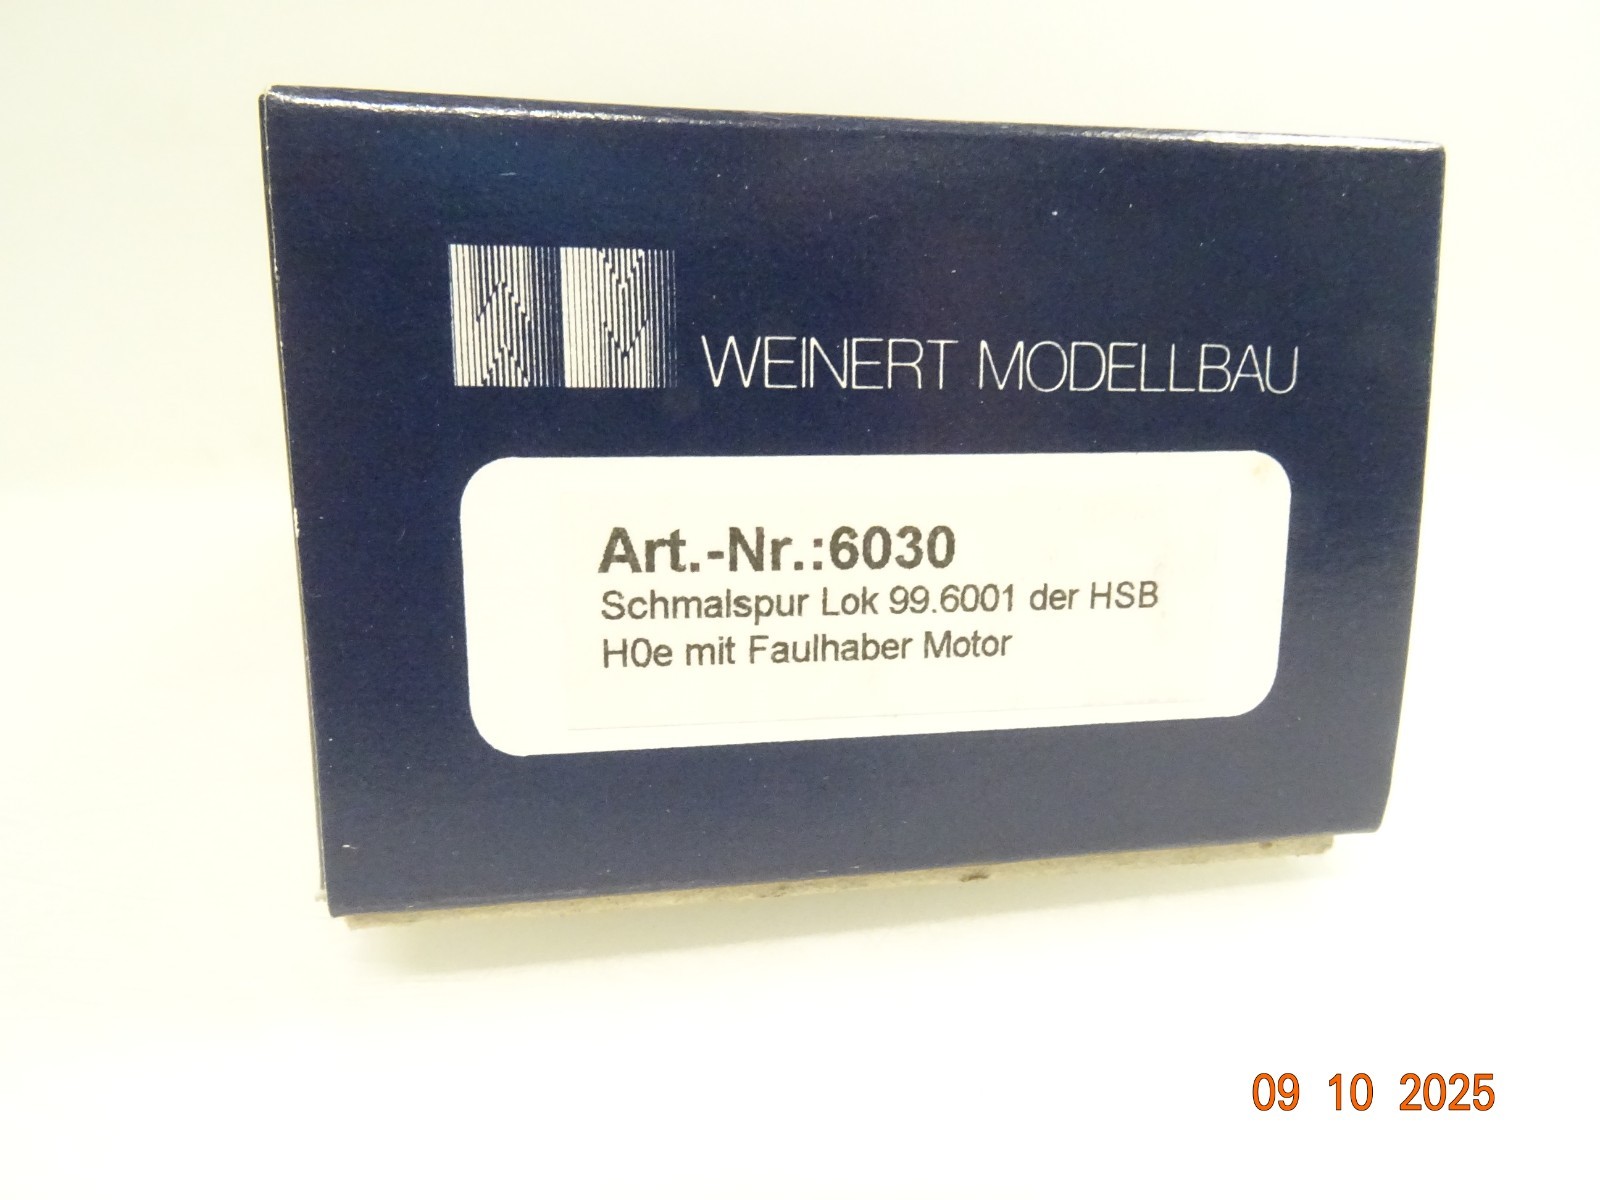 WEINERT MODELLBAU
Art.-Nr.:6030
Schmalspur Lok 99.6001 der HSB
H0e mit Faulhaber Motor
09 10 2025